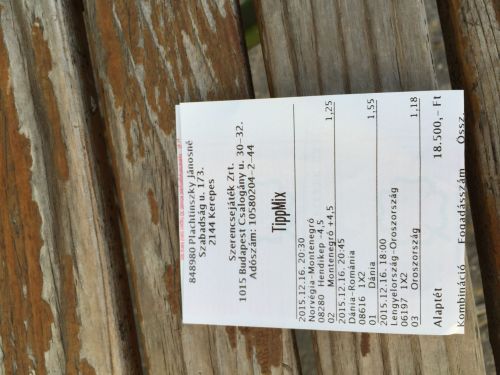 848980 Plachtinszky Jánosné
Szabadság u. 173.
2144 Kerepes
Szerencsejáték Zrt.
1015 Budapest Csalogány u. 30-32.
Adószám: 10580204-2-44
TippMix
2015.12.16. 20:30
Norvégia-Montenegró
08280 Hendikep -4,5
02 Montenegró +4,5 1,25
2015.12.16. 20:45
Dánia-Románia
08616 1X2
01 Dánia 1,55
2015.12.16. 18:00
Lengyelország-Oroszország
06197 1X2
03 Oroszország 1,18
Alaptét 18.500,- Ft
Kombináció Fogadásszám Össz.